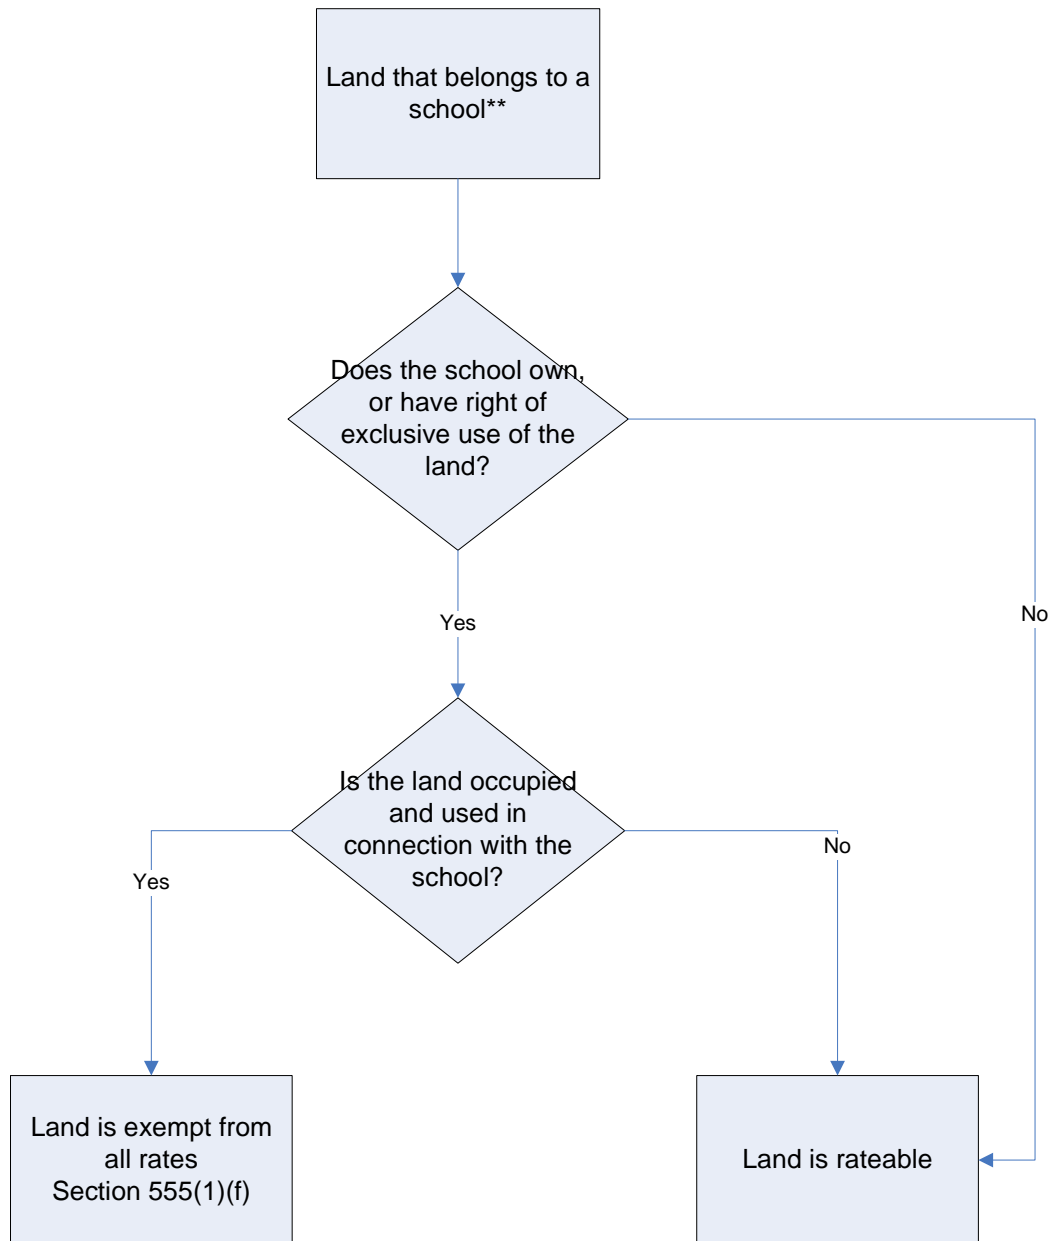 Land that belongs to a
school**
Does the school own,
or have right of
exclusive use of the
land?
No
Yes
Is the land occupied
and used in
connection with the
school?
Yes
No
Land is exempt from
all rates
Section 555(1)(f)
Land is rateable